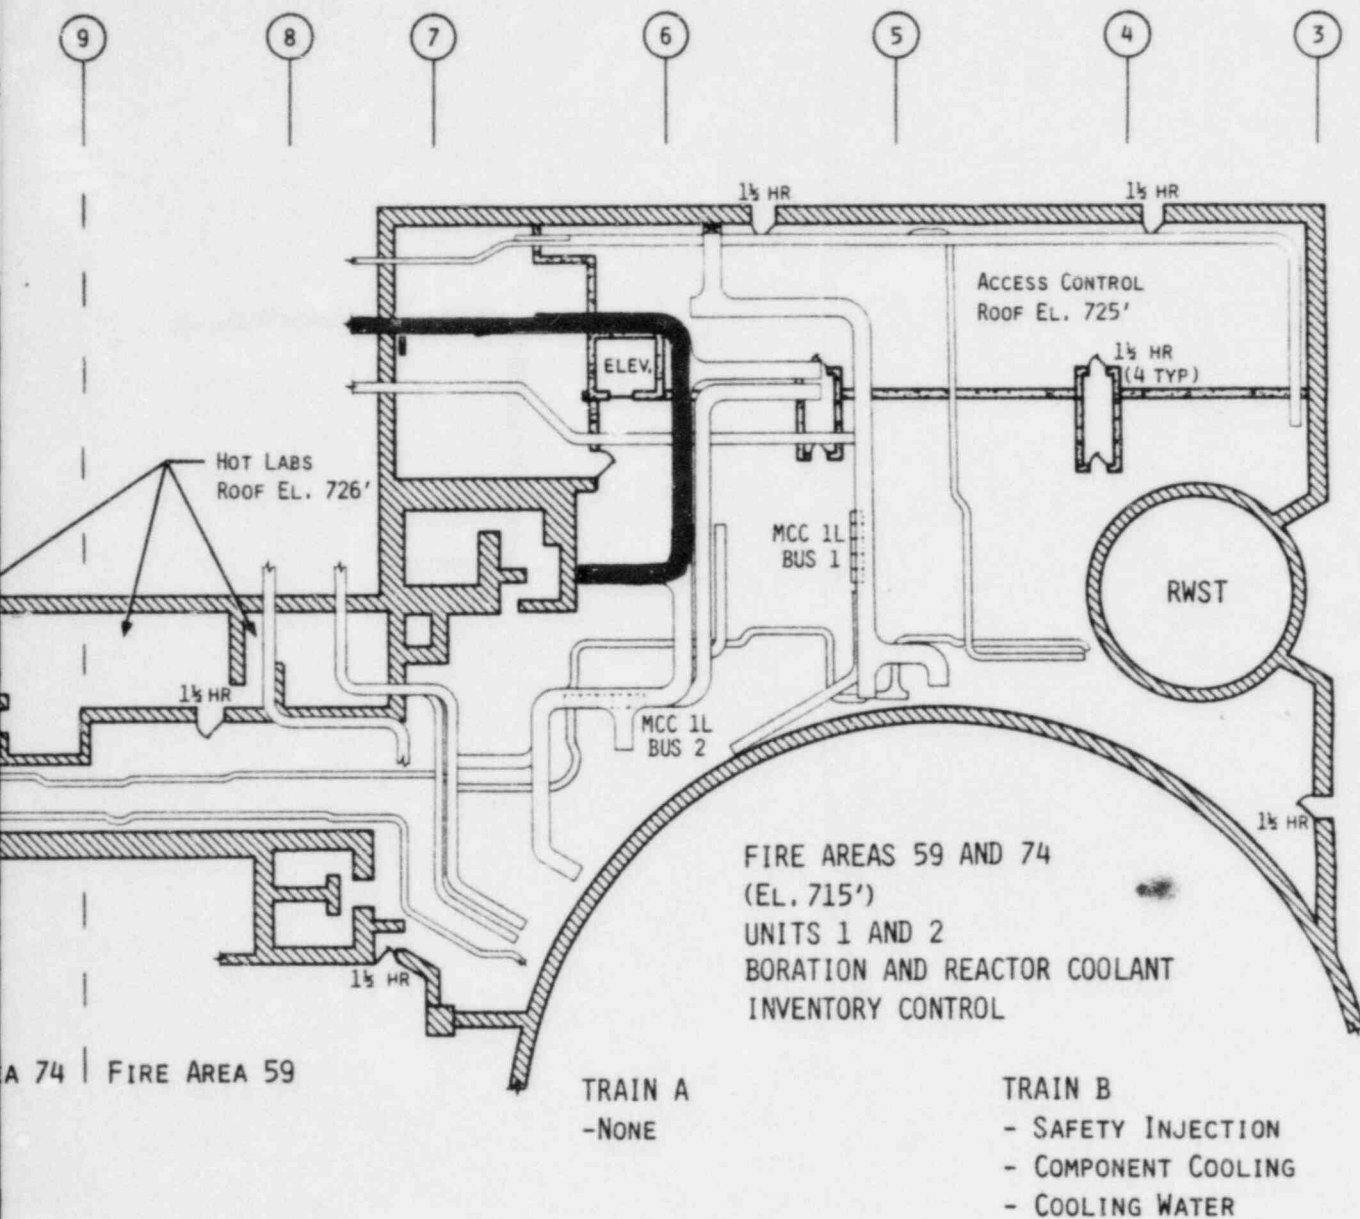 9
8
7
6
5
4
3
1½ HR
1½ HR
ACCESS CONTROL
ROOF EL. 725'
1½ HR
(4 TYP)
ELEV.
HOT LABS
ROOF EL. 726'
MCC 1L
BUS 1
RWST
1½ HR
MCC 1L
BUS 2
1½ HR
FIRE AREAS 59 AND 74
(EL. 715')
UNITS 1 AND 2
BORATION AND REACTOR COOLANT
INVENTORY CONTROL
1½ HR
A 74 | FIRE AREA 59
TRAIN A
-NONE
TRAIN B
- SAFETY INJECTION
- COMPONENT COOLING
- COOLING WATER